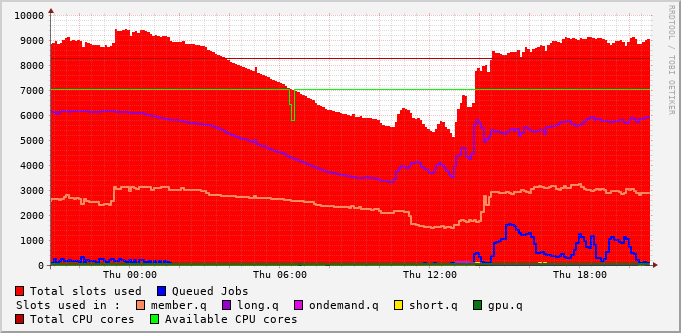 10000
9000
8000
7000
6000
5000
4000
3000
2000
1000
0
Thu 00:00 Thu 06:00 Thu 12:00 Thu 18:00
RRDTOOL / TOBI OETIKER
Total slots used Queued Jobs
Slots used in : member.q long.q ondemand.q short.q gpu.q
Total CPU cores Available CPU cores